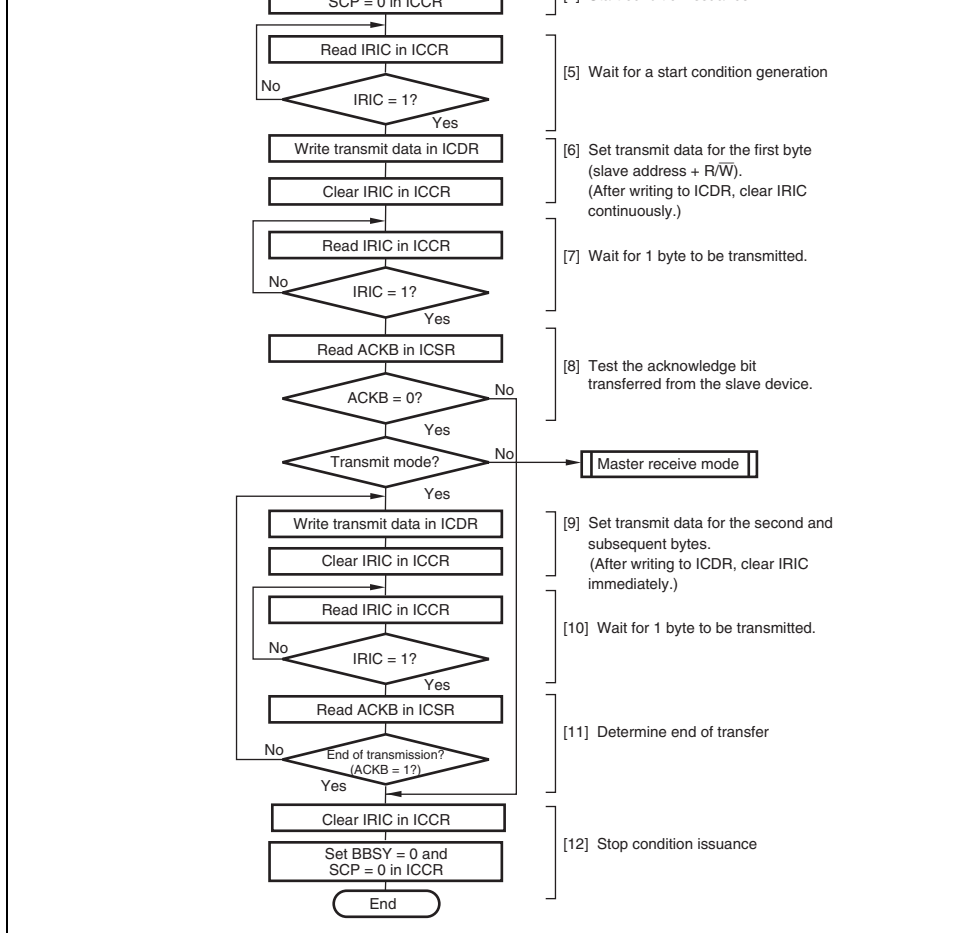 SCP = 0 in ICCR
Read IRIC in ICCR
[5] Wait for a start condition generation
No
IRIC = 1?
Yes
Write transmit data in ICDR
[6] Set transmit data for the first byte
(slave address + R/W̅).
(After writing to ICDR, clear IRIC
continuously.)
Clear IRIC in ICCR
Read IRIC in ICCR
[7] Wait for 1 byte to be transmitted.
No
IRIC = 1?
Yes
Read ACKB in ICSR
[8] Test the acknowledge bit
transferred from the slave device.
No
ACKB = 0?
Yes
No
Transmit mode?
Master receive mode
Yes
Write transmit data in ICDR
[9] Set transmit data for the second and
subsequent bytes.
(After writing to ICDR, clear IRIC
immediately.)
Clear IRIC in ICCR
Read IRIC in ICCR
[10] Wait for 1 byte to be transmitted.
No
IRIC = 1?
Yes
Read ACKB in ICSR
[11] Determine end of transfer
No
End of transmission?
(ACKB = 1?)
Yes
Clear IRIC in ICCR
[12] Stop condition issuance
Set BBSY = 0 and
SCP = 0 in ICCR
End